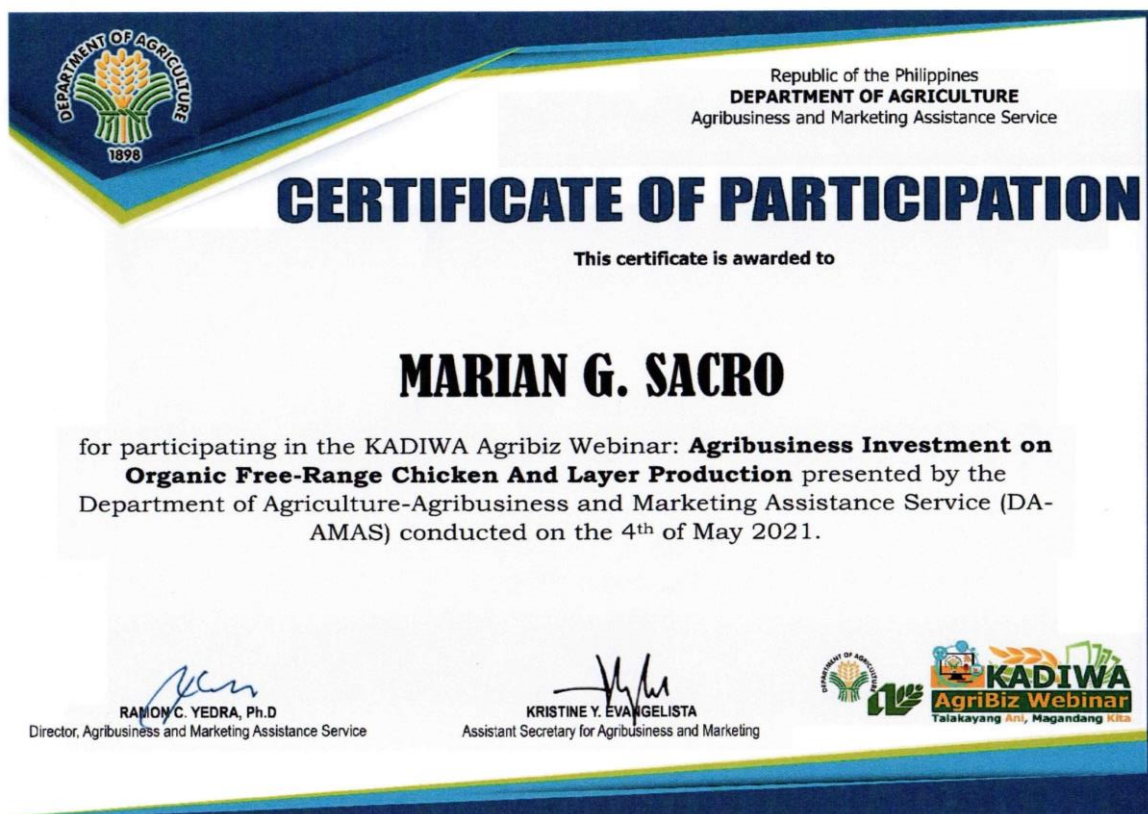 DEPARTMENT OF AGRICULTURE
1898
Republic of the Philippines
DEPARTMENT OF AGRICULTURE
Agribusiness and Marketing Assistance Service
CERTIFICATE OF PARTICIPATION
This certificate is awarded to
MARIAN G. SACRO
for participating in the KADIWA Agribiz Webinar: Agribusiness Investment on
Organic Free-Range Chicken And Layer Production presented by the
Department of Agriculture-Agribusiness and Marketing Assistance Service (DA-
AMAS) conducted on the 4th of May 2021.
RAMON C. YEDRA, Ph.D
Director, Agribusiness and Marketing Assistance Service
KRISTINE Y. EVANGELISTA
Assistant Secretary for Agribusiness and Marketing
DEPARTMENT OF AGRICULTURE
KADIWA
AgriBiz Webinar
Talakayang Ani, Magandang Kita